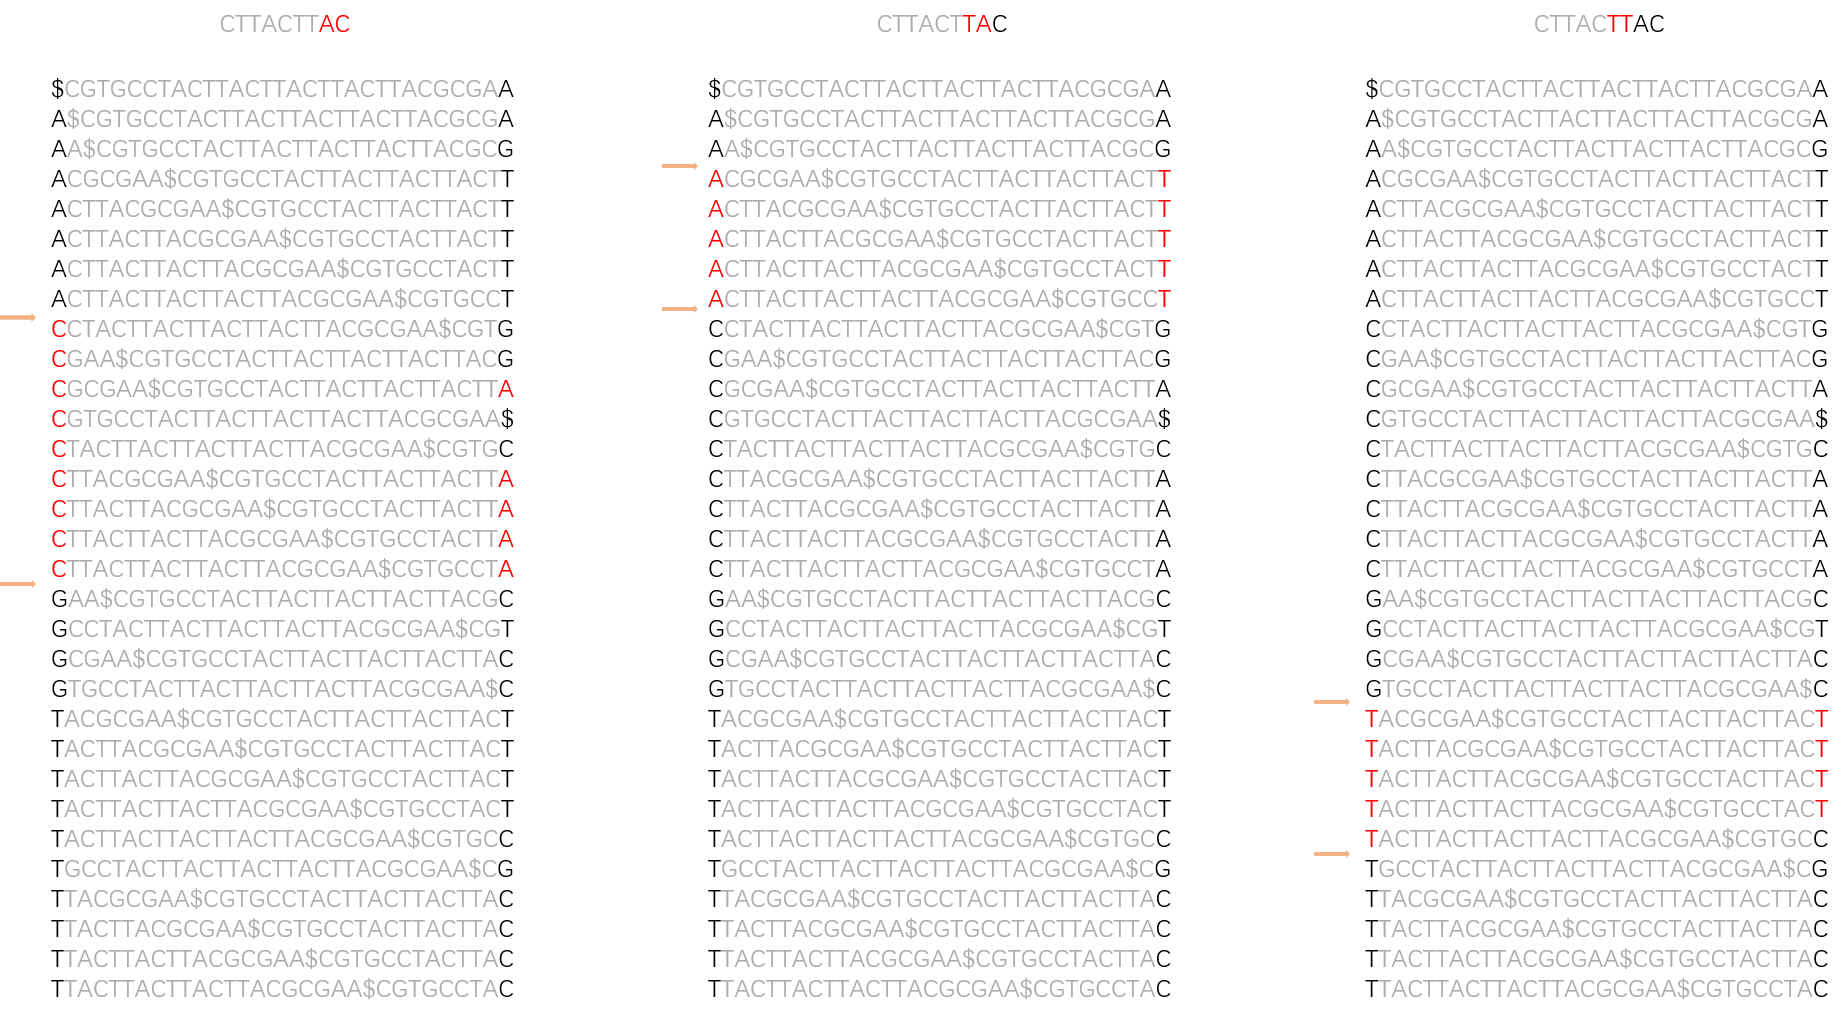 CTTACTTAC
$CGTGCCTACTTACTTACTTACTTACGCGAA
A$CGTGCCTACTTACTTACTTACTTACGCGA
AA$CGTGCCTACTTACTTACTTACTTACGCG
ACGCGAA$CGTGCCTACTTACTTACTTACTT
ACTTACGCGAA$CGTGCCTACTTACTTACTT
ACTTACTTACGCGAA$CGTGCCTACTTACTT
ACTTACTTACTTACGCGAA$CGTGCCTACTT
ACTTACTTACTTACTTACGCGAA$CGTGCCT
CCTACTTACTTACTTACTTACGCGAA$CGTG
CGAA$CGTGCCTACTTACTTACTTACTTACG
CGCGAA$CGTGCCTACTTACTTACTTACTTA
CGTGCCTACTTACTTACTTACTTACGCGAA$
CTACTTACTTACTTACTTACGCGAA$CGTGC
CTTACGCGAA$CGTGCCTACTTACTTACTTA
CTTACTTACGCGAA$CGTGCCTACTTACTTA
CTTACTTACTTACGCGAA$CGTGCCTACTTA
CTTACTTACTTACTTACGCGAA$CGTGCCTA
GAA$CGTGCCTACTTACTTACTTACTTACGC
GCCTACTTACTTACTTACTTACGCGAA$CGT
GCGAA$CGTGCCTACTTACTTACTTACTTAC
GTGCCTACTTACTTACTTACTTACGCGAA$C
TACGCGAA$CGTGCCTACTTACTTACTTACT
TACTTACGCGAA$CGTGCCTACTTACTTACT
TACTTACTTACGCGAA$CGTGCCTACTTACT
TACTTACTTACTTACGCGAA$CGTGCCTACT
TACTTACTTACTTACTTACGCGAA$CGTGCC
TGCCTACTTACTTACTTACTTACGCGAA$CG
TTACGCGAA$CGTGCCTACTTACTTACTTAC
TTACTTACGCGAA$CGTGCCTACTTACTTAC
TTACTTACTTACGCGAA$CGTGCCTACTTAC
TTACTTACTTACTTACGCGAA$CGTGCCTAC
CTTACTTAC
$CGTGCCTACTTACTTACTTACTTACGCGAA
A$CGTGCCTACTTACTTACTTACTTACGCGA
AA$CGTGCCTACTTACTTACTTACTTACGCG
ACGCGAA$CGTGCCTACTTACTTACTTACTT
ACTTACGCGAA$CGTGCCTACTTACTTACTT
ACTTACTTACGCGAA$CGTGCCTACTTACTT
ACTTACTTACTTACGCGAA$CGTGCCTACTT
ACTTACTTACTTACTTACGCGAA$CGTGCCT
CCTACTTACTTACTTACTTACGCGAA$CGTG
CGAA$CGTGCCTACTTACTTACTTACTTACG
CGCGAA$CGTGCCTACTTACTTACTTACTTA
CGTGCCTACTTACTTACTTACTTACGCGAA$
CTACTTACTTACTTACTTACGCGAA$CGTGC
CTTACGCGAA$CGTGCCTACTTACTTACTTA
CTTACTTACGCGAA$CGTGCCTACTTACTTA
CTTACTTACTTACGCGAA$CGTGCCTACTTA
CTTACTTACTTACTTACGCGAA$CGTGCCTA
GAA$CGTGCCTACTTACTTACTTACTTACGC
GCCTACTTACTTACTTACTTACGCGAA$CGT
GCGAA$CGTGCCTACTTACTTACTTACTTAC
GTGCCTACTTACTTACTTACTTACGCGAA$C
TACGCGAA$CGTGCCTACTTACTTACTTACT
TACTTACGCGAA$CGTGCCTACTTACTTACT
TACTTACTTACGCGAA$CGTGCCTACTTACT
TACTTACTTACTTACGCGAA$CGTGCCTACT
TACTTACTTACTTACTTACGCGAA$CGTGCC
TGCCTACTTACTTACTTACTTACGCGAA$CG
TTACGCGAA$CGTGCCTACTTACTTACTTAC
TTACTTACGCGAA$CGTGCCTACTTACTTAC
TTACTTACTTACGCGAA$CGTGCCTACTTAC
TTACTTACTTACTTACGCGAA$CGTGCCTAC
CTTACTTAC
$CGTGCCTACTTACTTACTTACTTACGCGAA
A$CGTGCCTACTTACTTACTTACTTACGCGA
AA$CGTGCCTACTTACTTACTTACTTACGCG
ACGCGAA$CGTGCCTACTTACTTACTTACTT
ACTTACGCGAA$CGTGCCTACTTACTTACTT
ACTTACTTACGCGAA$CGTGCCTACTTACTT
ACTTACTTACTTACGCGAA$CGTGCCTACTT
ACTTACTTACTTACTTACGCGAA$CGTGCCT
CCTACTTACTTACTTACTTACGCGAA$CGTG
CGAA$CGTGCCTACTTACTTACTTACTTACG
CGCGAA$CGTGCCTACTTACTTACTTACTTA
CGTGCCTACTTACTTACTTACTTACGCGAA$
CTACTTACTTACTTACTTACGCGAA$CGTGC
CTTACGCGAA$CGTGCCTACTTACTTACTTA
CTTACTTACGCGAA$CGTGCCTACTTACTTA
CTTACTTACTTACGCGAA$CGTGCCTACTTA
CTTACTTACTTACTTACGCGAA$CGTGCCTA
GAA$CGTGCCTACTTACTTACTTACTTACGC
GCCTACTTACTTACTTACTTACGCGAA$CGT
GCGAA$CGTGCCTACTTACTTACTTACTTAC
GTGCCTACTTACTTACTTACTTACGCGAA$C
TACGCGAA$CGTGCCTACTTACTTACTTACT
TACTTACGCGAA$CGTGCCTACTTACTTACT
TACTTACTTACGCGAA$CGTGCCTACTTACT
TACTTACTTACTTACGCGAA$CGTGCCTACT
TACTTACTTACTTACTTACGCGAA$CGTGCC
TGCCTACTTACTTACTTACTTACGCGAA$CG
TTACGCGAA$CGTGCCTACTTACTTACTTAC
TTACTTACGCGAA$CGTGCCTACTTACTTAC
TTACTTACTTACGCGAA$CGTGCCTACTTAC
TTACTTACTTACTTACGCGAA$CGTGCCTAC